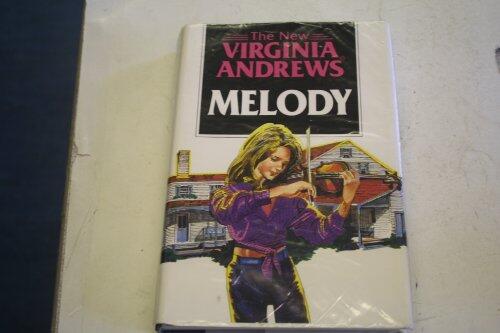 The New
VIRGINIA
ANDREWS
MELODY